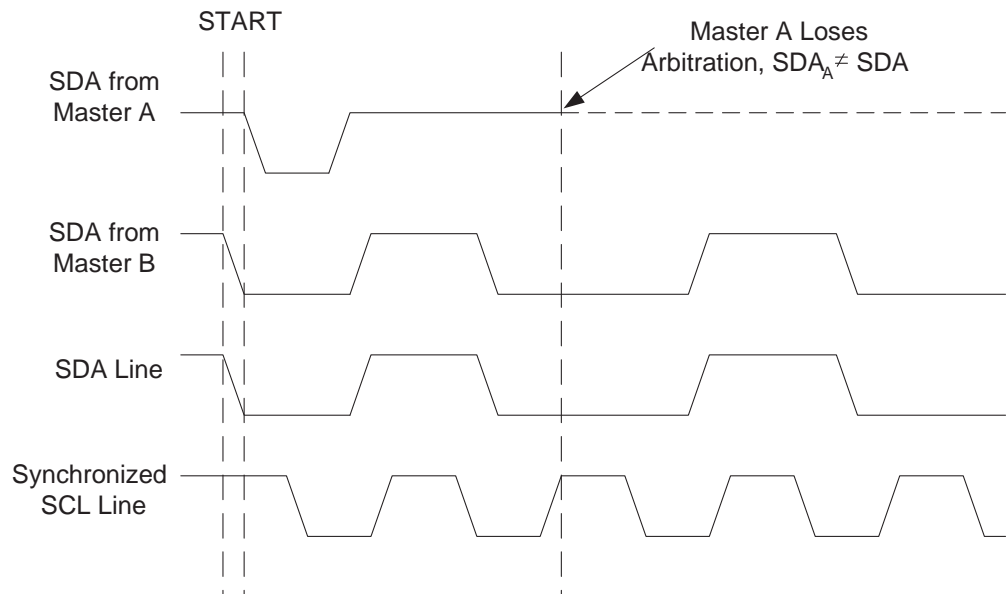 START
Master A Loses
Arbitration, SDA_A ≠ SDA
SDA from
Master A
SDA from
Master B
SDA Line
Synchronized
SCL Line